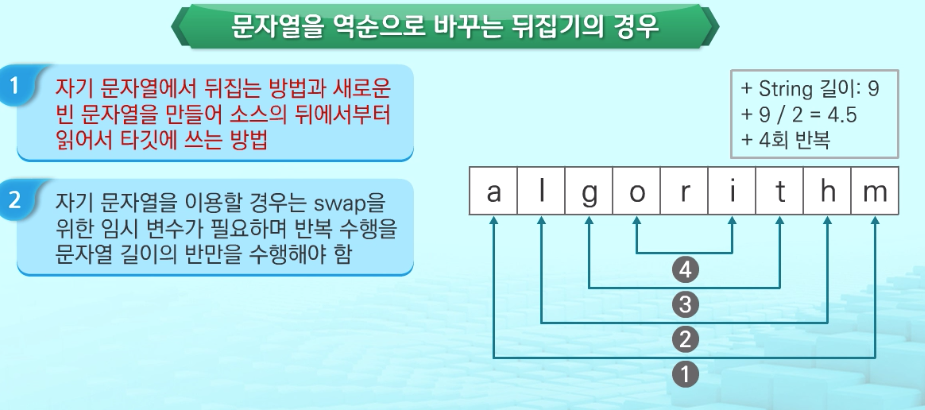 문자열을 역순으로 바꾸는 뒤집기의 경우
1
자기 문자열에서 뒤집는 방법과 새로운
빈 문자열을 만들어 소스의 뒤에서부터
읽어서 타깃에 쓰는 방법
2
자기 문자열을 이용할 경우는 swap을
위한 임시 변수가 필요하며 반복 수행을
문자열 길이의 반만을 수행해야 함
+ String 길이: 9
+ 9 / 2 = 4.5
+ 4회 반복
a l g o r i t h m
4
3
2
1